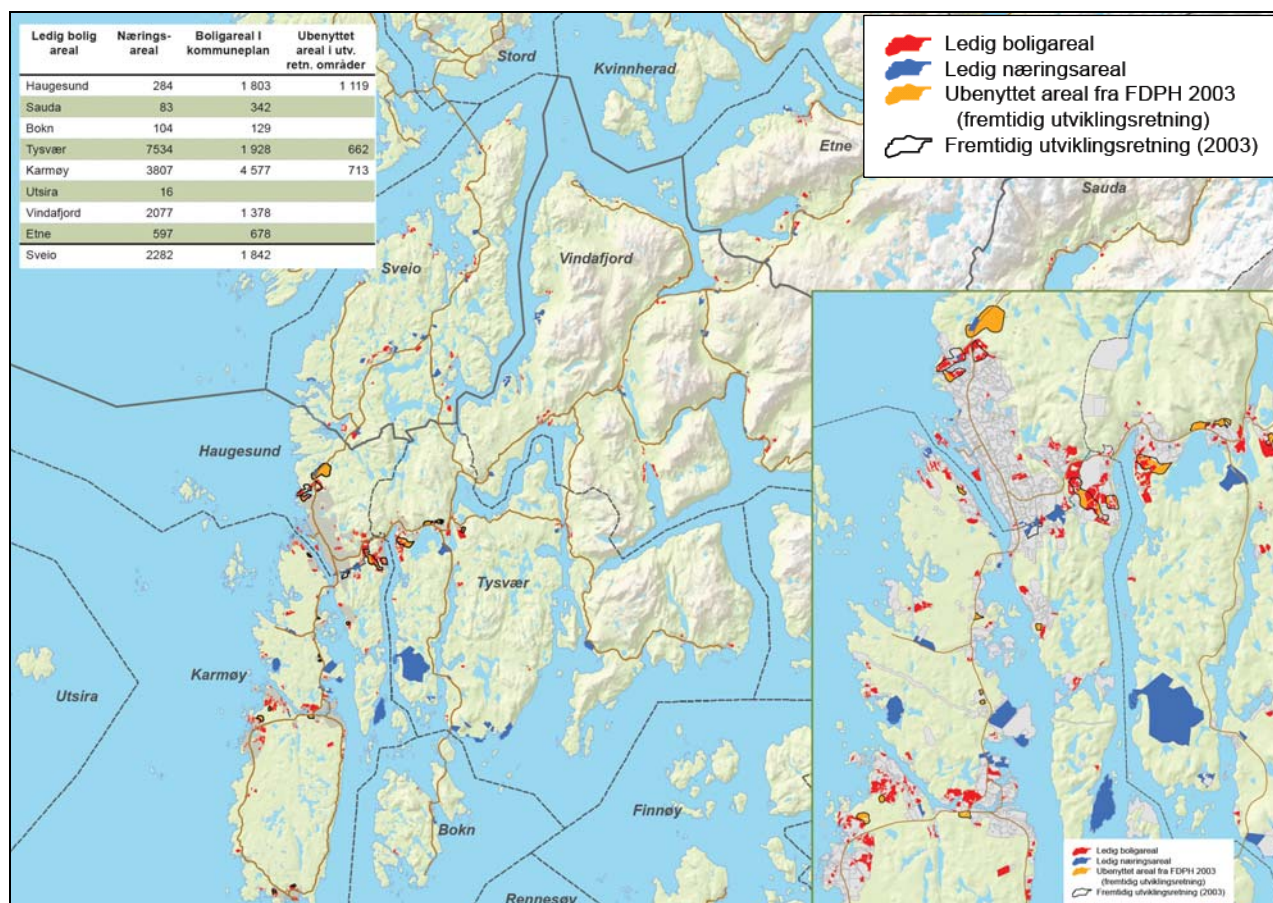 Ledig bolig areal Nærings-areal Boligareal I kommuneplan Ubenyttet areal i utv. retn. områder
Haugesund 284 1 803 1 119
Sauda 83 342
Bokn 104 129
Tysvær 7534 1 928 662
Karmøy 3807 4 577 713
Utsira 16
Vindafjord 2077 1 378
Etne 597 678
Sveio 2282 1 842
Ledig boligareal
Ledig næringsareal
Ubenyttet areal fra FDPH 2003
(fremtidig utviklingsretning)
Fremtidig utviklingsretning (2003)
Stord
Kvinnherad
Etne
Sauda
Sveio
Vindafjord
Haugesund
Tysvær
Karmøy
Utsira
Finnøy
Bokn
Rennesøy
Ledig boligareal
Ledig næringsareal
Ubenyttet areal fra FDPH 2003
(fremtidig utviklingsretning)
Fremtidig utviklingsretning (2003)